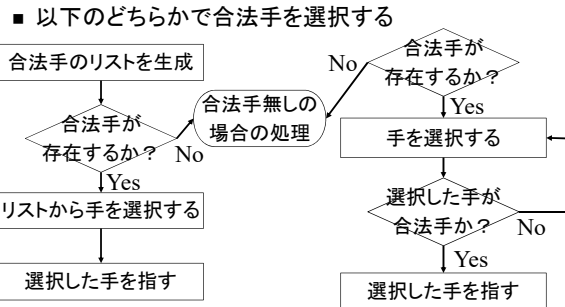 ■ 以下のどちらかで合法手を選択する
合法手のリストを生成
合法手が
存在するか？
No
Yes
リストから手を選択する
選択した手を指す
合法手無しの
場合の処理
合法手が
存在するか？
No
Yes
手を選択する
選択した手が
合法手か？
No
Yes
選択した手を指す